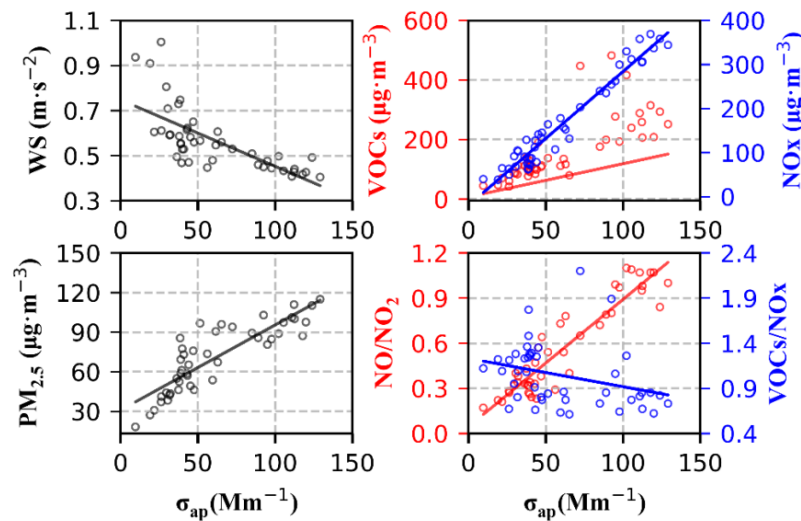 1.1
0.9
0.7
0.5
0.3
WS (m·s⁻²)
0 50 100 150
600
400
200
0
VOCs (μg·m⁻³)
400
300
200
100
0
NOx (μg·m⁻³)
0 50 100 150
150
120
90
60
30
PM₂.₅ (μg·m⁻³)
0 50 100 150
σₐₚ(Mm⁻¹)
1.2
0.9
0.6
0.3
0.0
NO/NO₂
2.4
1.9
1.4
0.9
0.4
VOCs/NOx
0 50 100 150
σₐₚ(Mm⁻¹)